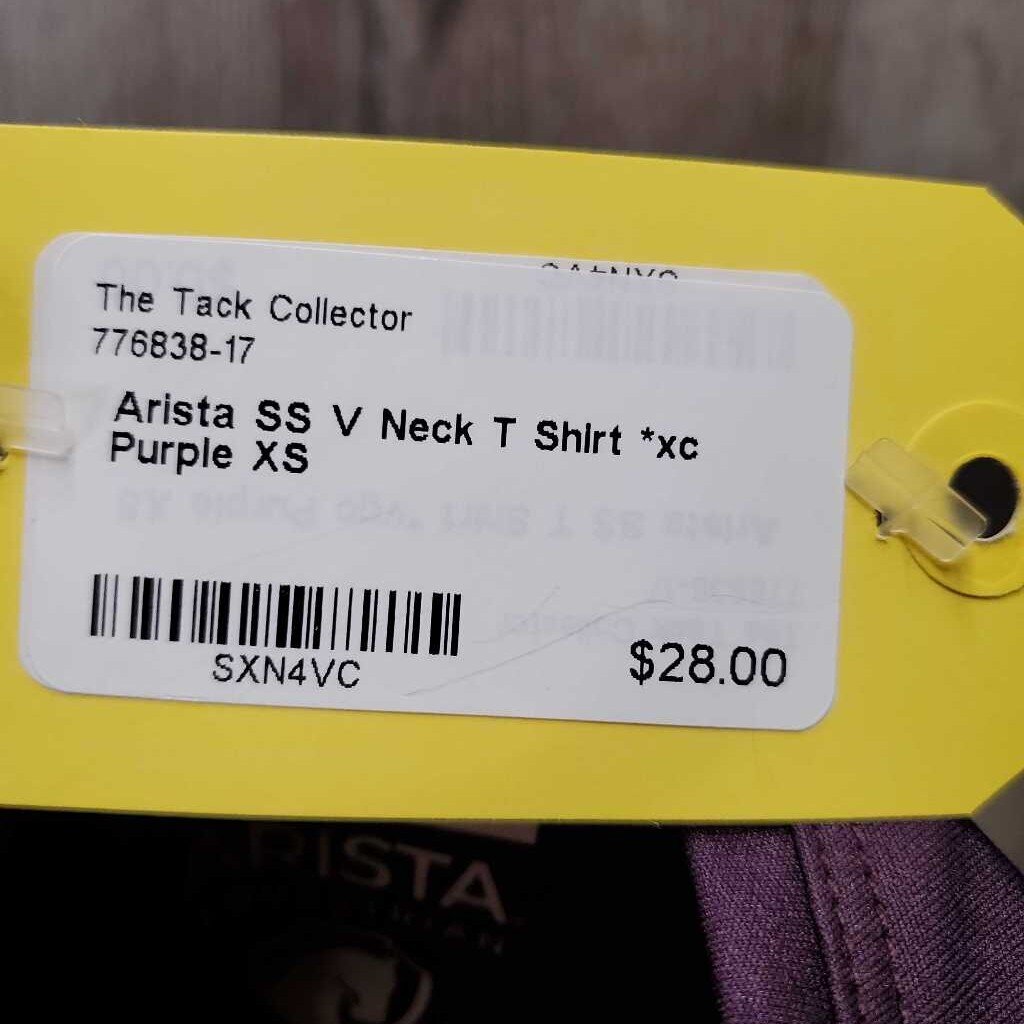 The Tack Collector
776838-17
Arista SS V Neck T Shirt *xc
Purple XS
SXN4VC
$28.00
ARISTA